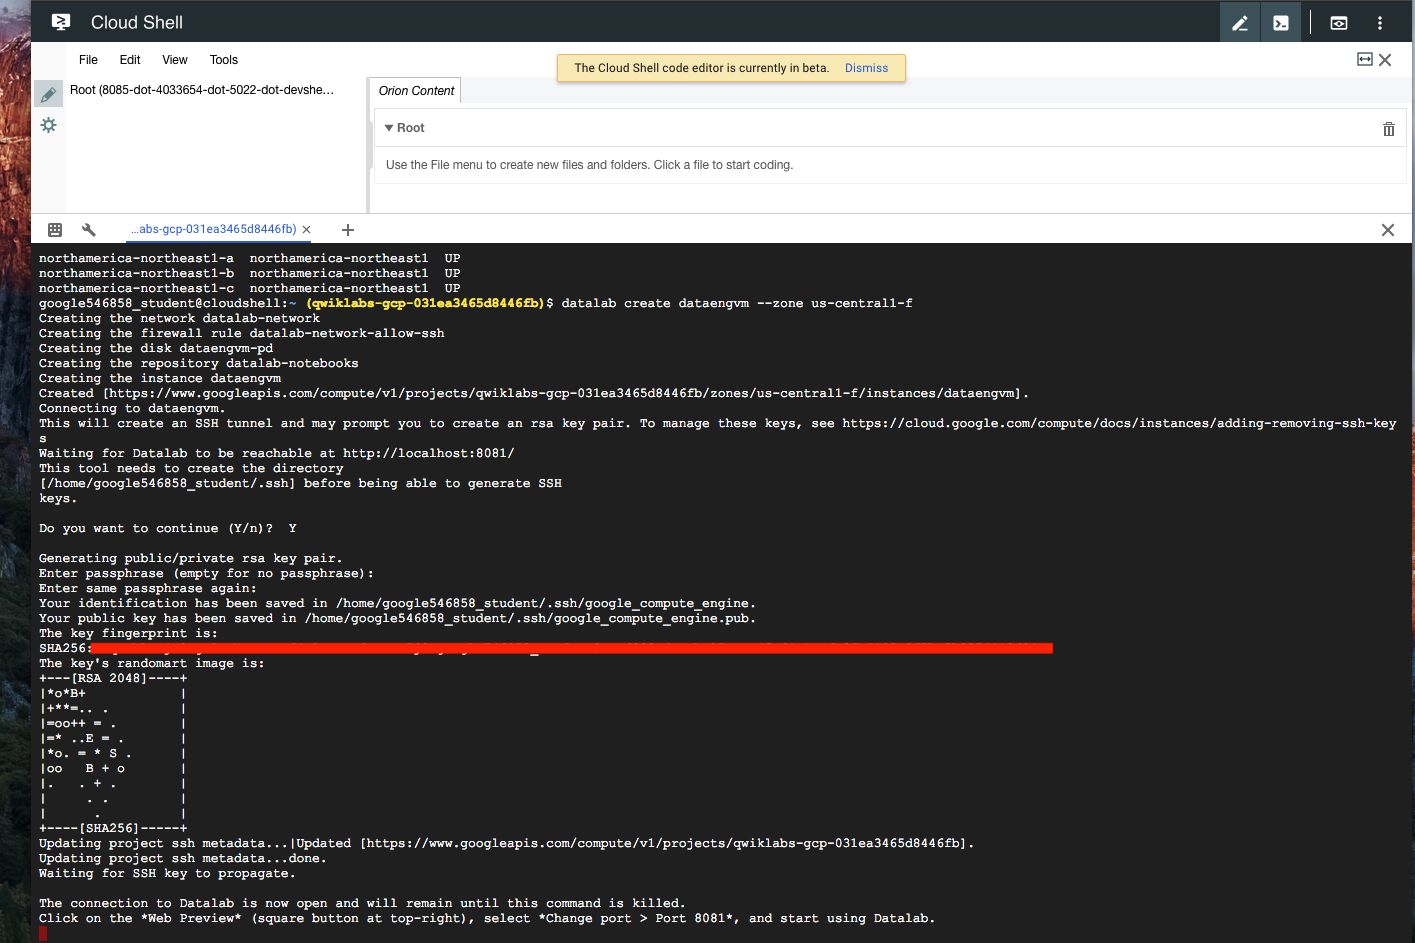 Cloud Shell
File Edit View Tools
The Cloud Shell code editor is currently in beta. Dismiss
Root (8085-dot-4033654-dot-5022-dot-devshe...
Orion Content
Root
Use the File menu to create new files and folders. Click a file to start coding.
...abs-gcp-031ea3465d8446fb)
northamerica-northeast1-a  northamerica-northeast1  UP
northamerica-northeast1-b  northamerica-northeast1  UP
northamerica-northeast1-c  northamerica-northeast1  UP
google546858_student@cloudshell:~ (qwiklabs-gcp-031ea3465d8446fb)$ datalab create dataengvm --zone us-central1-f
Creating the network datalab-network
Creating the firewall rule datalab-network-allow-ssh
Creating the disk dataengvm-pd
Creating the repository datalab-notebooks
Creating the instance dataengvm
Created [https://www.googleapis.com/compute/v1/projects/qwiklabs-gcp-031ea3465d8446fb/zones/us-central1-f/instances/dataengvm].
Connecting to dataengvm.
This will create an SSH tunnel and may prompt you to create an rsa key pair. To manage these keys, see https://cloud.google.com/compute/docs/instances/adding-removing-ssh-key
s
Waiting for Datalab to be reachable at http://localhost:8081/
This tool needs to create the directory
[/home/google546858_student/.ssh] before being able to generate SSH
keys.
Do you want to continue (Y/n)?  Y
Generating public/private rsa key pair.
Enter passphrase (empty for no passphrase):
Enter same passphrase again:
Your identification has been saved in /home/google546858_student/.ssh/google_compute_engine.
Your public key has been saved in /home/google546858_student/.ssh/google_compute_engine.pub.
The key fingerprint is:
SHA256:
The key's randomart image is:
+---[RSA 2048]----+
|*o*B+            |
|+**=.. .         |
|=oo++ = .        |
|=* ..E = .       |
|*o. = * S .      |
|oo   B + o       |
|.   . + .        |
|     . .         |
|      .          |
+----[SHA256]-----+
Updating project ssh metadata...|Updated [https://www.googleapis.com/compute/v1/projects/qwiklabs-gcp-031ea3465d8446fb].
Updating project ssh metadata...done.
Waiting for SSH key to propagate.
The connection to Datalab is now open and will remain until this command is killed.
Click on the *Web Preview* (square button at top-right), select *Change port > Port 8081*, and start using Datalab.